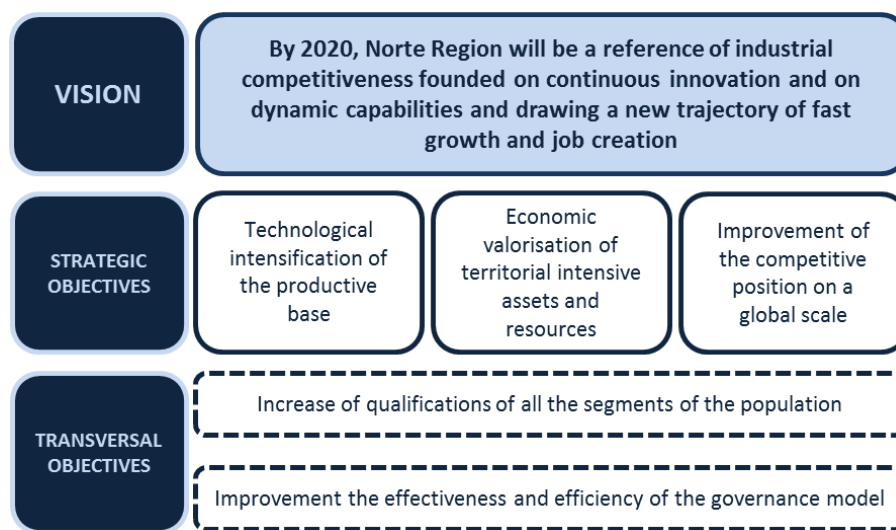 VISION
By 2020, Norte Region will be a reference of industrial
competitiveness founded on continuous innovation and on
dynamic capabilities and drawing a new trajectory of fast
growth and job creation
STRATEGIC
OBJECTIVES
Technological
intensification of
the productive
base
Economic
valorisation of
territorial intensive
assets and
resources
Improvement of
the competitive
position on a
global scale
TRANSVERSAL
OBJECTIVES
Increase of qualifications of all the segments of the population
Improvement the effectiveness and efficiency of the governance model